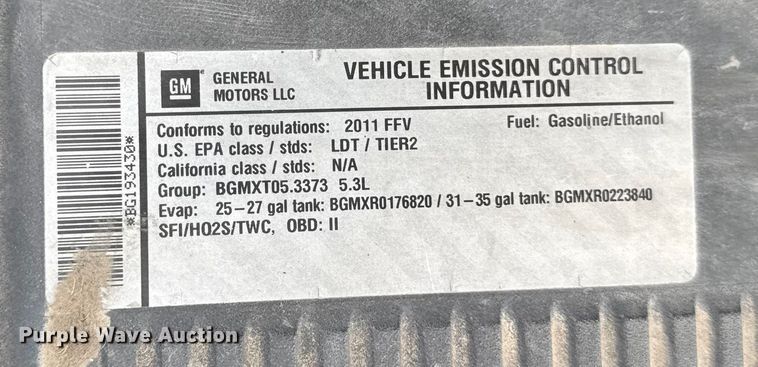 *BG193430*
GM
GENERAL
MOTORS LLC
VEHICLE EMISSION CONTROL
INFORMATION
Conforms to regulations: 2011 FFV Fuel: Gasoline/Ethanol
U.S. EPA class / stds: LDT / TIER2
California class / stds: N/A
Group: BGMXT05.3373 5.3L
Evap: 25-27 gal tank: BGMXR0176820 / 31-35 gal tank: BGMXR0223840
SFI/HO2S/TWC, OBD: II
Purple Wave Auction